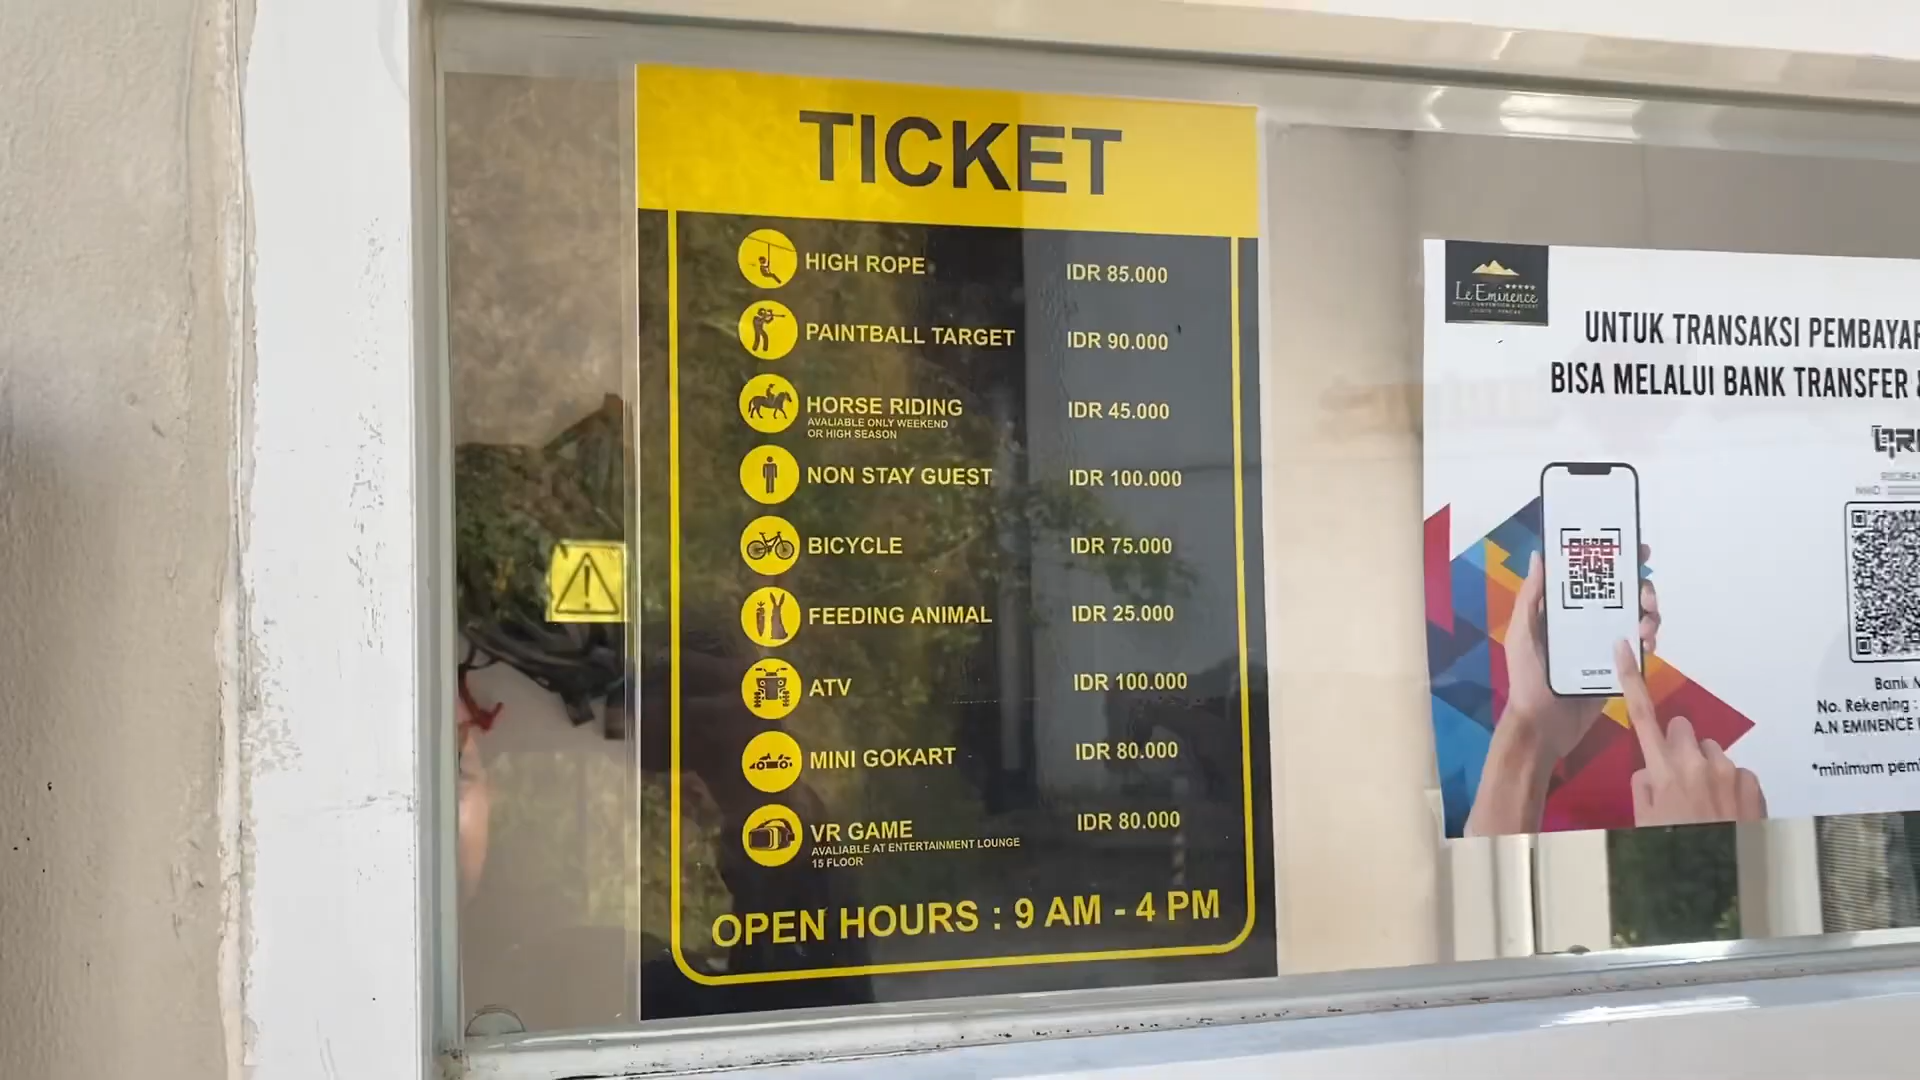 TICKET
HIGH ROPE IDR 85.000
PAINTBALL TARGET IDR 90.000
HORSE RIDING IDR 45.000
AVALIABLE ONLY WEEKEND
OR HIGH SEASON
NON STAY GUEST IDR 100.000
BICYCLE IDR 75.000
FEEDING ANIMAL IDR 25.000
ATV IDR 100.000
MINI GOKART IDR 80.000
VR GAME IDR 80.000
AVALIABLE AT ENTERTAINMENT LOUNGE
15 FLOOR
OPEN HOURS : 9 AM - 4 PM
Le Eminence
UNTUK TRANSAKSI
BISA MELALUI BANK TRANSFER
SCAN NOW
Bank
No. Rekening :
A.N EMINENCE
*minimum